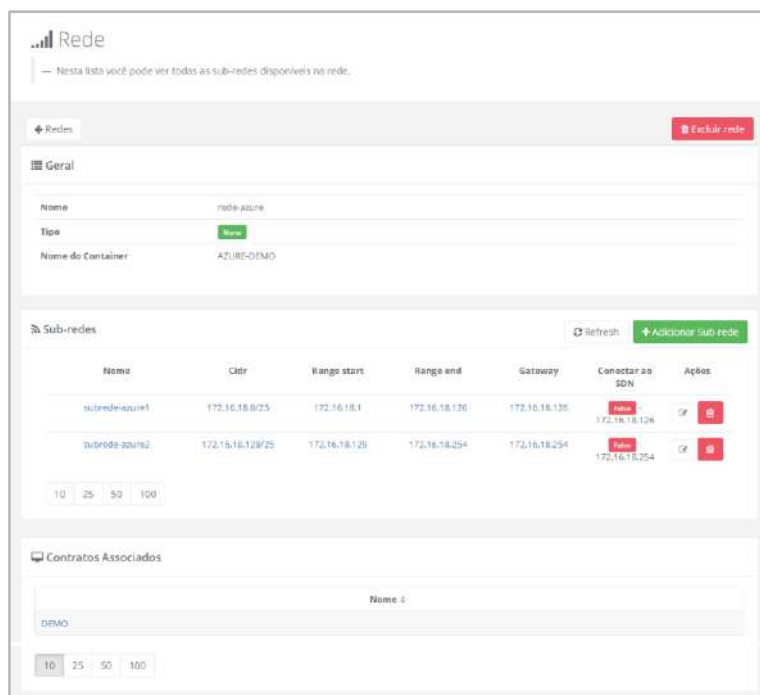 Rede
— Nesta lista você pode ver todas as sub-redes disponíveis na rede.
Redes
Excluir rede
Geral
Nome rede-azure
Tipo None
Nome do Container AZURE-DEMO
Sub-redes
Refresh
Adicionar Sub-rede
Nome Cidr Range start Range end Gateway Conectar ao SDN Ações
subrede-azure1 172.16.18.0/25 172.16.18.1 172.16.18.126 172.16.18.126 False - 172.16.18.126
subrede-azure2 172.16.18.128/25 172.16.18.129 172.16.18.254 172.16.18.254 False - 172.16.18.254
10 25 50 100
Contratos Associados
Nome
DEMO
10 25 50 100